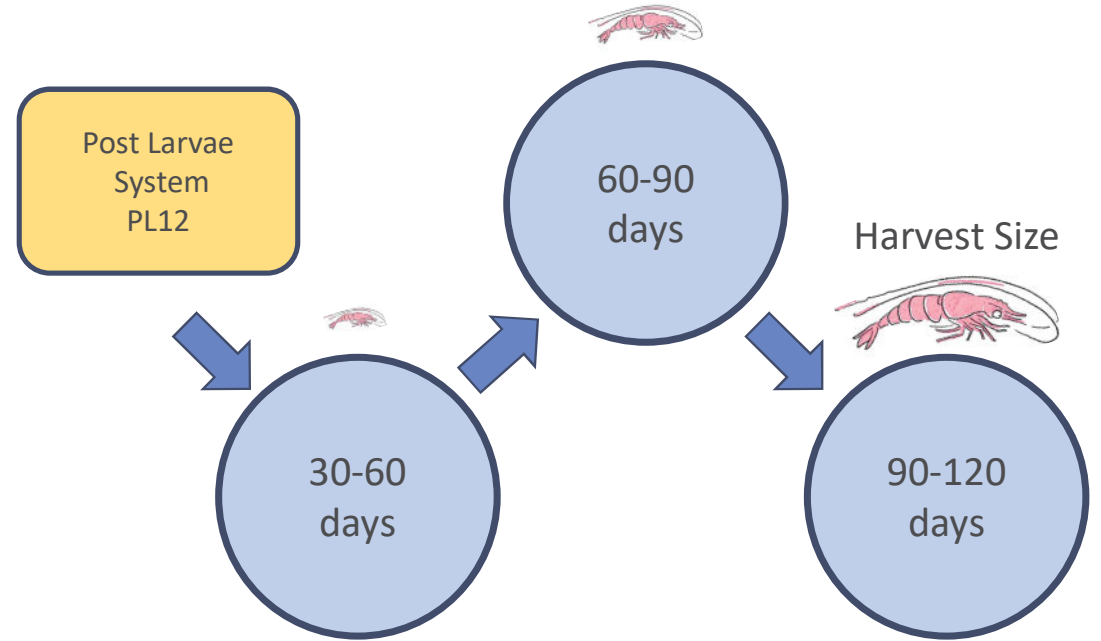 Post Larvae
System
PL12
30-60
days
60-90
days
Harvest Size
90-120
days